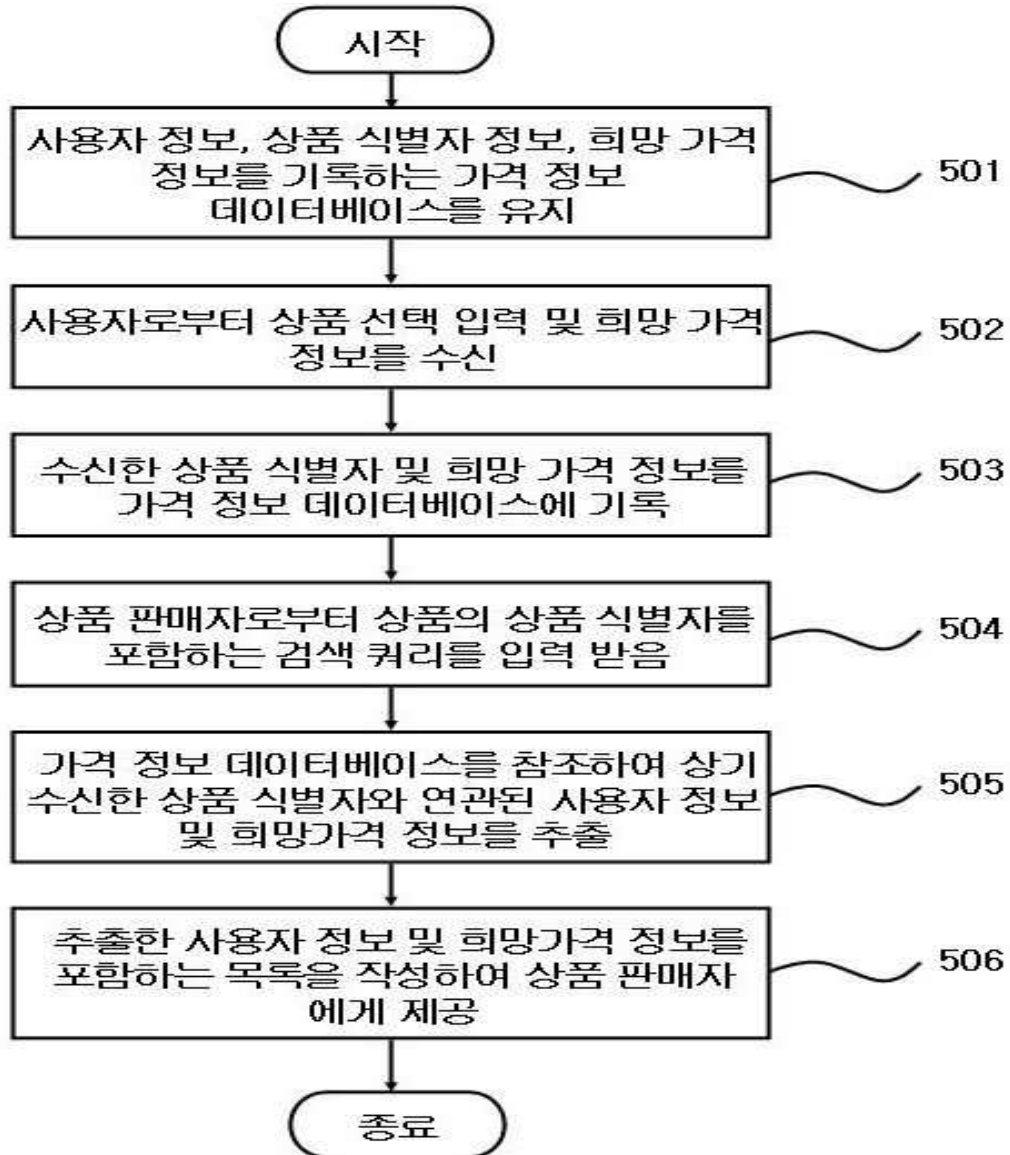 시작
사용자 정보, 상품 식별자 정보, 희망 가격
정보를 기록하는 가격 정보
데이터베이스를 유지
501
사용자로부터 상품 선택 입력 및 희망 가격
정보를 수신
502
수신한 상품 식별자 및 희망 가격 정보를
가격 정보 데이터베이스에 기록
503
상품 판매자로부터 상품의 상품 식별자를
포함하는 검색 쿼리를 입력 받음
504
가격 정보 데이터베이스를 참조하여 상기
수신한 상품 식별자와 연관된 사용자 정보
및 희망가격 정보를 추출
505
추출한 사용자 정보 및 희망가격 정보를
포함하는 목록을 작성하여 상품 판매자
에게 제공
506
종료